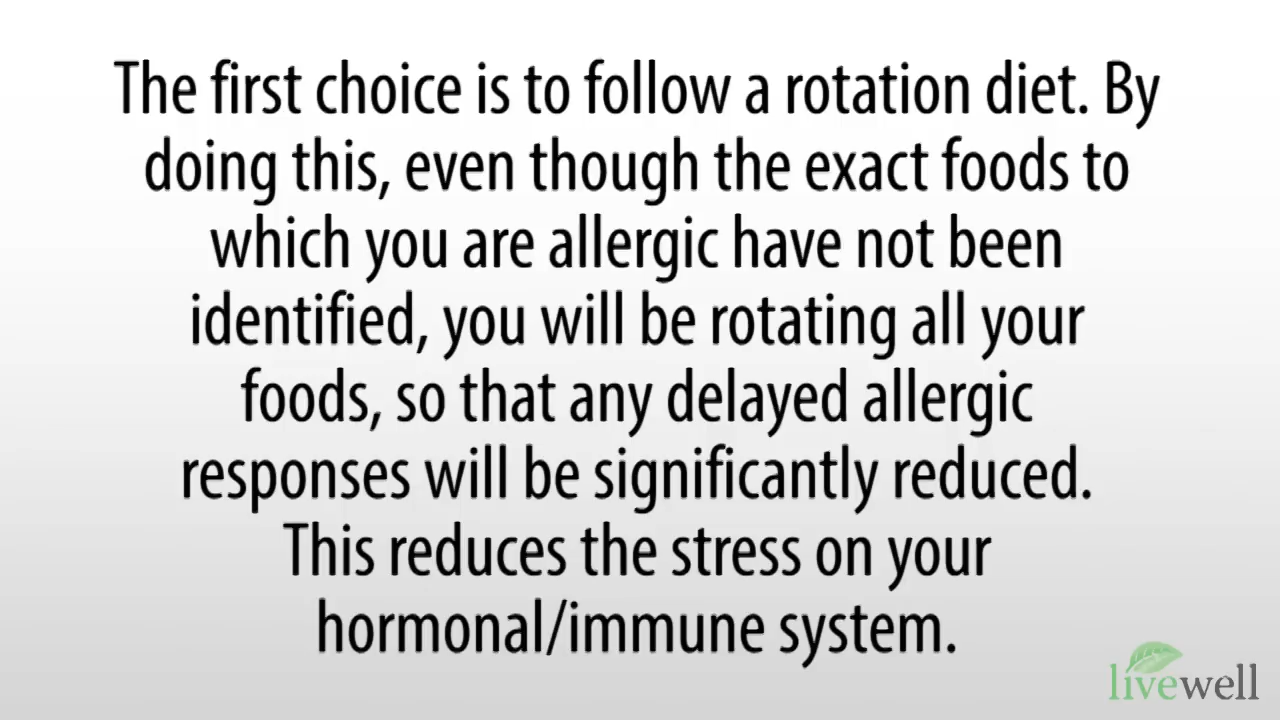 The first choice is to follow a rotation diet. By
doing this, even though the exact foods to
which you are allergic have not been
identified, you will be rotating all your
foods, so that any delayed allergic
responses will be significantly reduced.
This reduces the stress on your
hormonal/immune system.
livewell